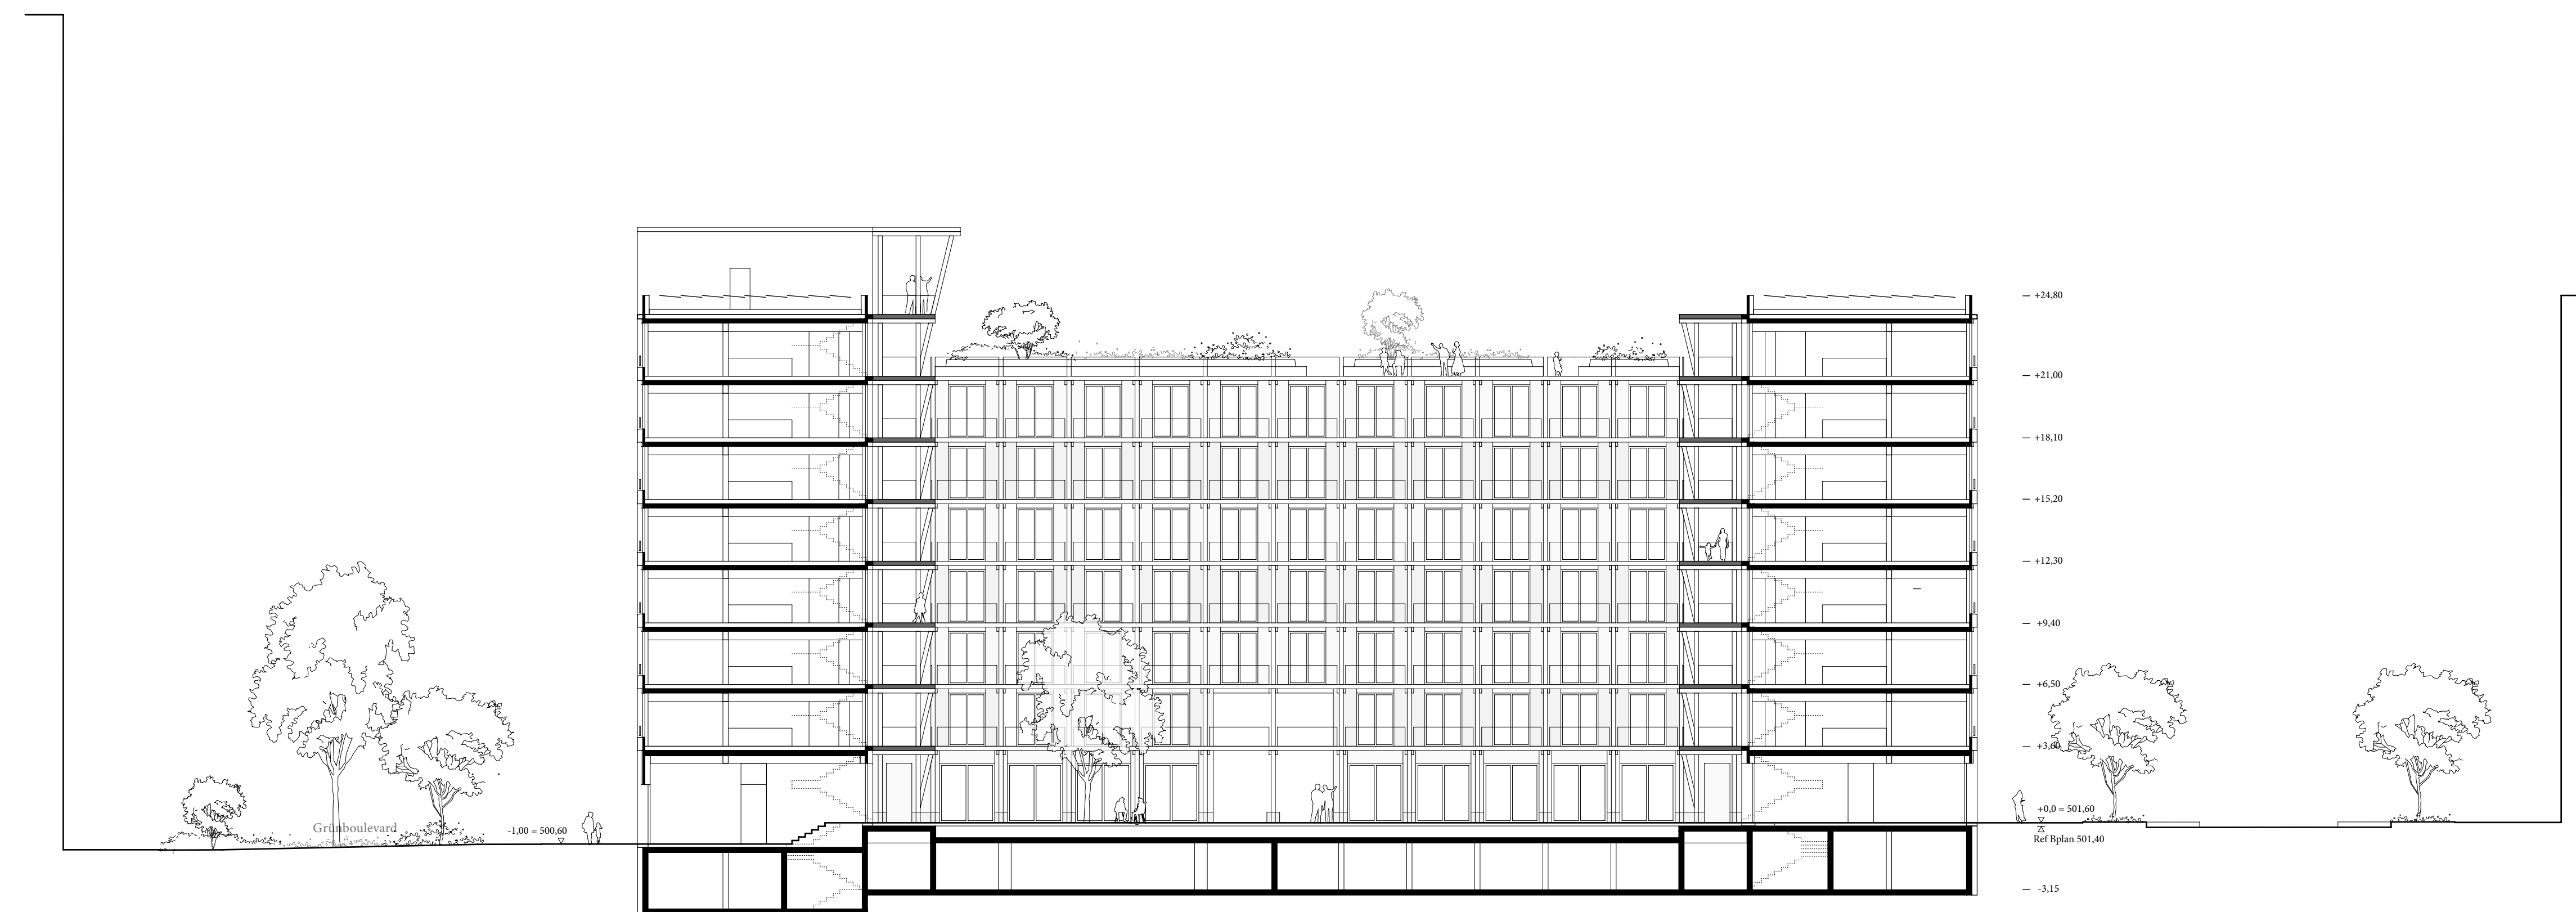 +24,80
+21,00
+18,10
+15,20
+12,30
+9,40
+6,50
+3,60
+0,0 = 501,60
Ref Bplan 501,40
-3,15
Grünboulevard
-1,00 = 500,60